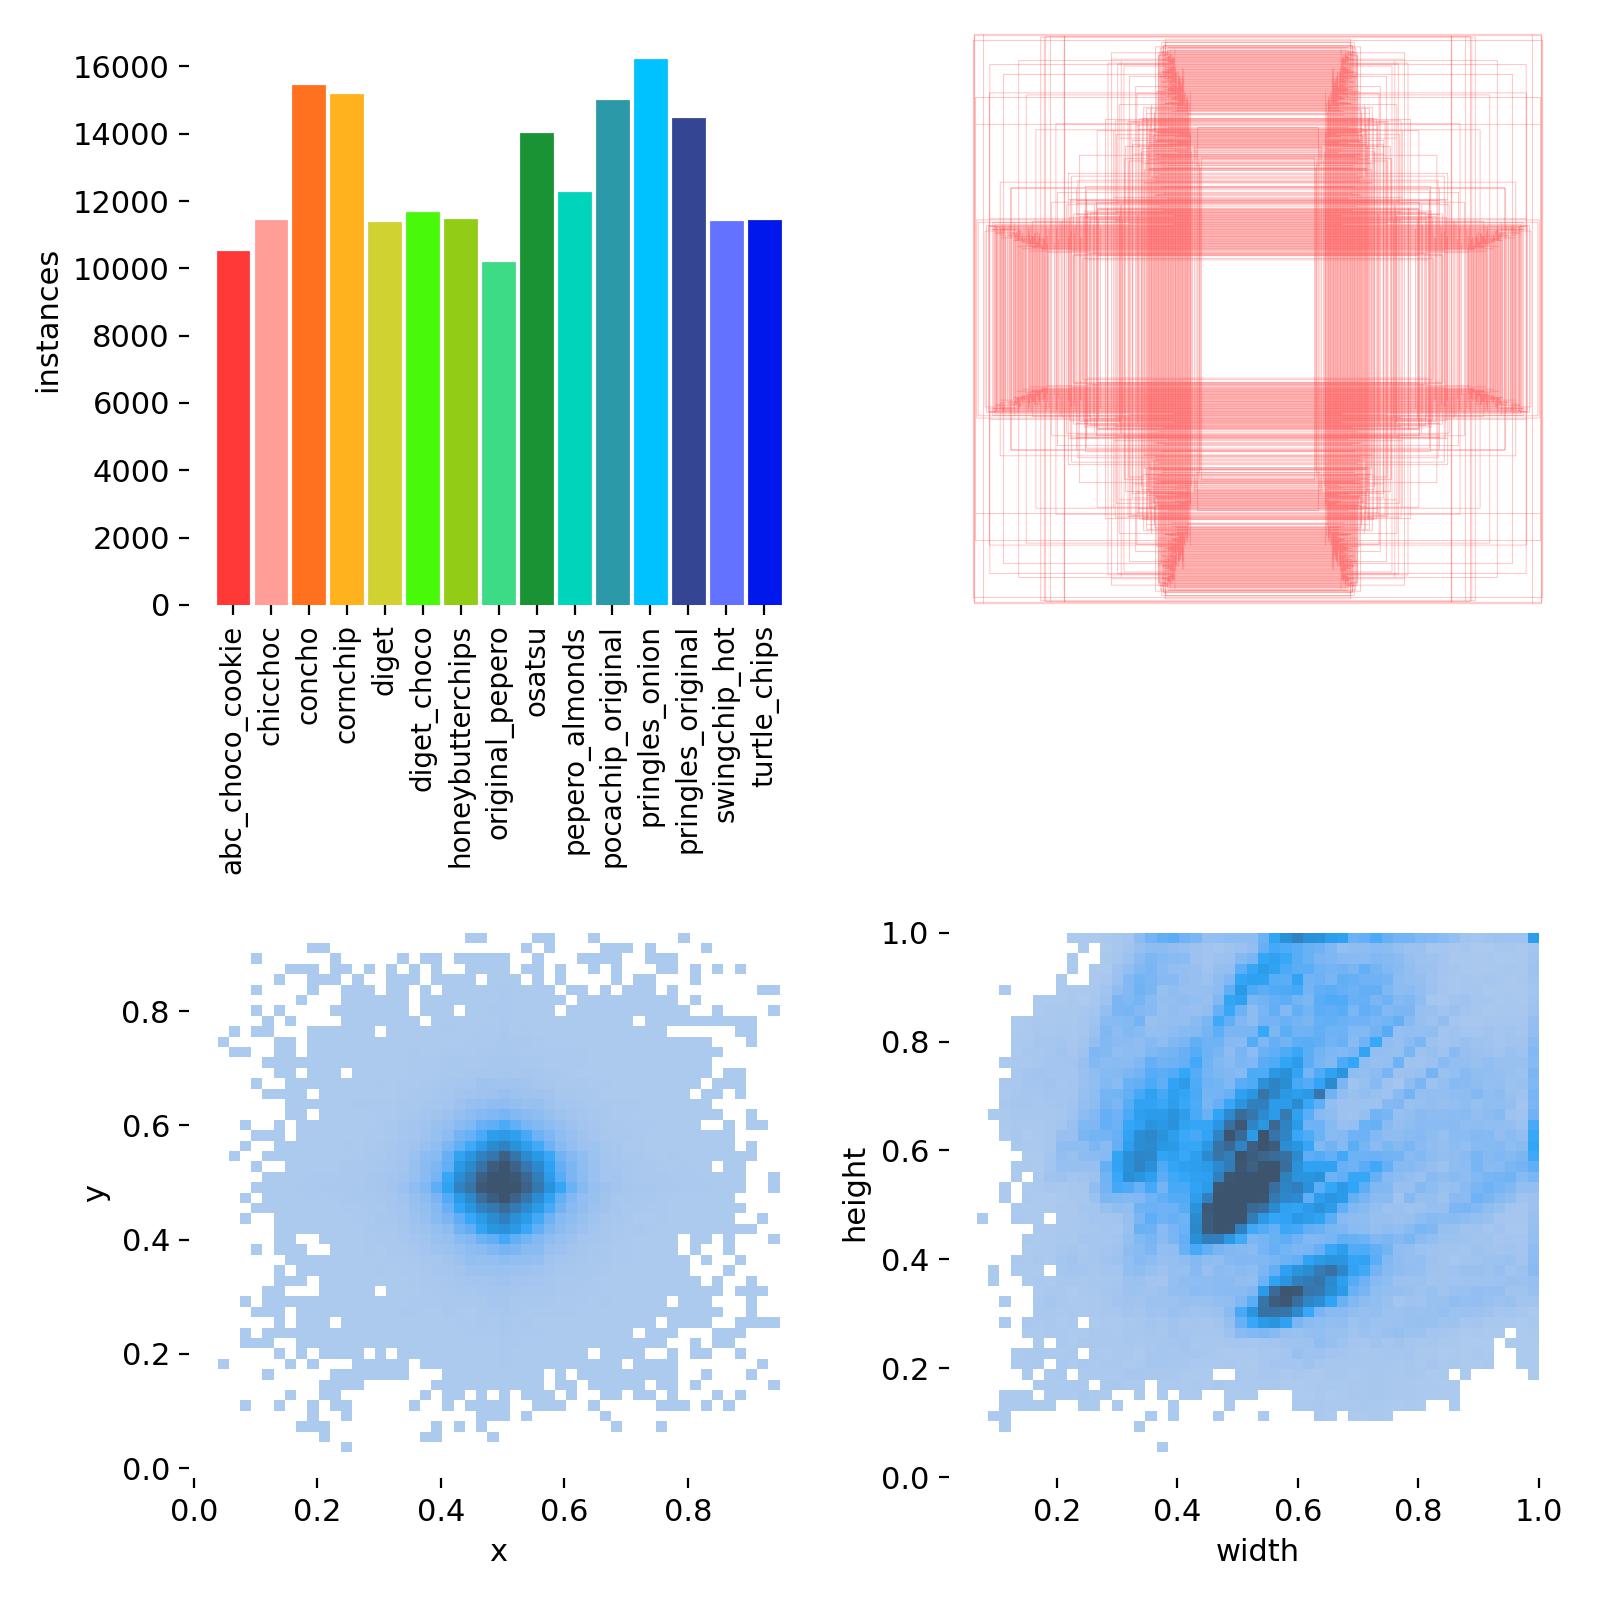 16000
14000
12000
10000
8000
6000
4000
2000
0
instances
abc_choco_cookie
chicchoc
concho
cornchip
diget
diget_choco
honeybutterchips
original_pepero
osatsu
pepero_almonds
pocachip_original
pringles_onion
pringles_original
swingchip_hot
turtle_chips
0.8
0.6
0.4
0.2
0.0
y
0.0 0.2 0.4 0.6 0.8
x
1.0
0.8
0.6
0.4
0.2
0.0
height
0.2 0.4 0.6 0.8 1.0
width